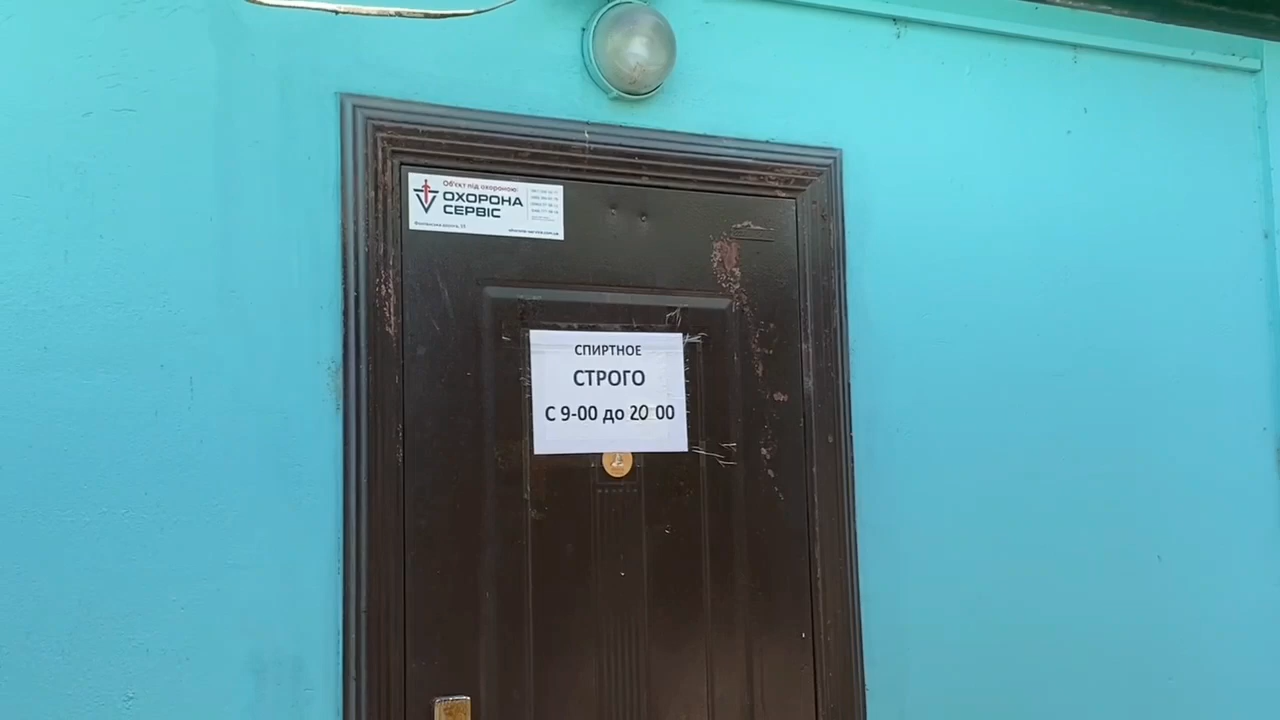 Об'єкт під охороною:
ОХОРОНА
СЕРВІС
СПИРТНОЕ
СТРОГО
С 9-00 до 20 00